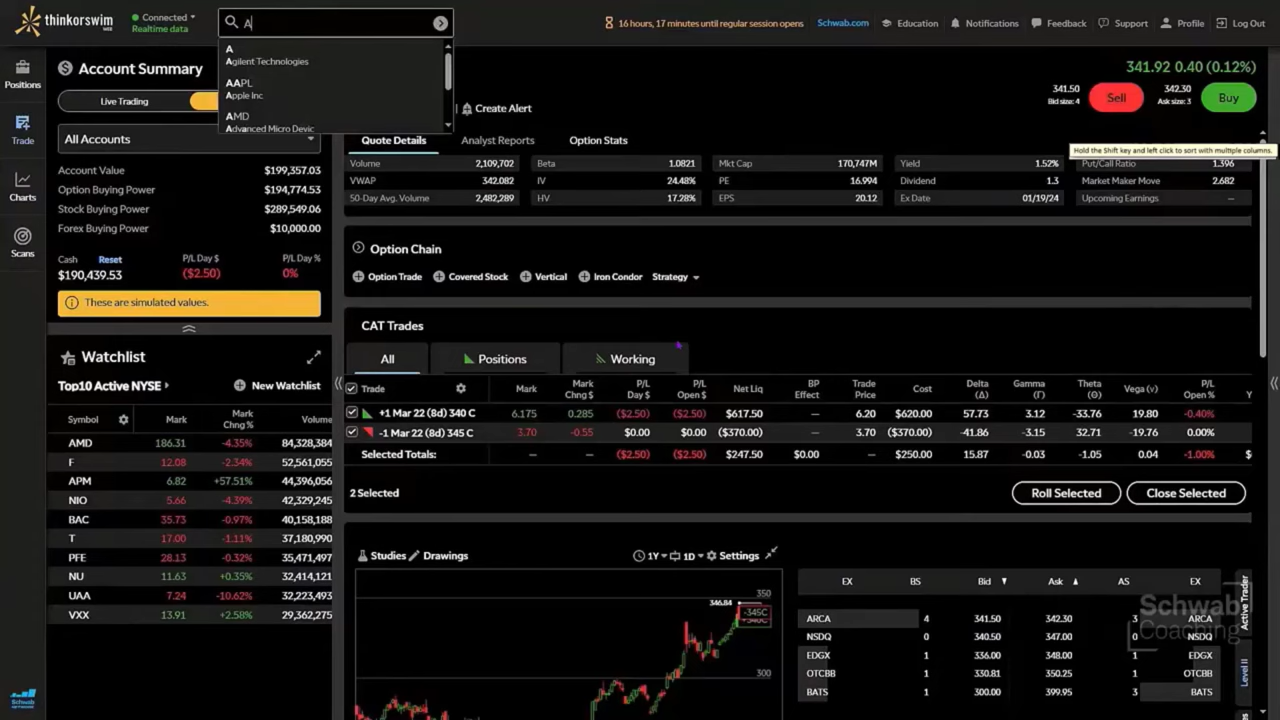 thinkorswim
WEB
Connected
Realtime data
A
16 hours, 17 minutes until regular session opens
Schwab.com
Education
Notifications
Feedback
Support
Profile
Log Out
A
Agilent Technologies
AAPL
Apple Inc.
AMD
Advanced Micro Devic
Positions
Trade
Charts
Scans
Account Summary
Live Trading
All Accounts
Account Value $199,357.03
Option Buying Power $194,774.53
Stock Buying Power $289,549.06
Forex Buying Power $10,000.00
Cash Reset P/L Day $ P/L Day %
$190,439.53 ($2.50) 0%
These are simulated values.
Watchlist
Top10 Active NYSE New Watchlist
Symbol Mark Mark Chng % Volume
AMD 186.31 -4.35% 84,328,384
F 12.08 -2.34% 52,561,055
APM 6.82 +57.51% 44,396,056
NIO 5.66 -4.39% 42,329,245
BAC 35.73 -0.97% 40,158,188
T 17.00 -1.11% 37,180,990
PFE 28.13 -0.32% 35,471,497
NU 11.63 +0.35% 32,414,121
UAA 7.24 -10.62% 32,223,493
VXX 13.91 +2.58% 29,362,275
341.92 0.40 (0.12%)
Create Alert
341.50
Bid size: 4
Sell
342.30
Ask size: 3
Buy
Quote Details Analyst Reports Option Stats
Hold the Shift key and left click to sort with multiple columns.
Volume 2,109,702 Beta 1.0821 Mkt Cap 170,747M Yield 1.52% Put/Call Ratio 1.396
VWAP 342.082 IV 24.48% PE 16.994 Dividend 1.3 Market Maker Move 2.682
50-Day Avg. Volume 2,482,289 HV 17.28% EPS 20.12 Ex Date 01/19/24 Upcoming Earnings —
Option Chain
Option Trade Covered Stock Vertical Iron Condor Strategy
CAT Trades
All Positions Working
Trade Mark Mark Chng $ P/L Day $ P/L Open $ Net Liq BP Effect Trade Price Cost Delta (Δ) Gamma (Γ) Theta (Θ) Vega (ν) P/L Open % Y
+1 Mar 22 (8d) 340 C 6.175 0.285 ($2.50) ($2.50) $617.50 — 6.20 $620.00 57.73 3.12 -33.76 19.80 -0.40%
-1 Mar 22 (8d) 345 C 3.70 -0.55 $0.00 $0.00 ($370.00) — 3.70 ($370.00) -41.86 -3.15 32.71 -19.76 0.00%
Selected Totals: — — ($2.50) ($2.50) $247.50 $0.00 — $250.00 15.87 -0.03 -1.05 0.04 -1.00% $
2 Selected
Roll Selected
Close Selected
Studies Drawings 1Y 1D Settings
350
346.84
-345C
+340C
300
EX BS Bid Ask AS EX
ARCA 4 341.50 342.30 3 ARCA
NSDQ 0 340.50 347.00 0 NSDQ
EDGX 1 336.00 348.00 1 EDGX
OTCBB 1 330.81 350.25 1 OTCBB
BATS 1 300.00 399.95 3 BATS
Active Trader
Level II
Schwab
Coaching
Schwab